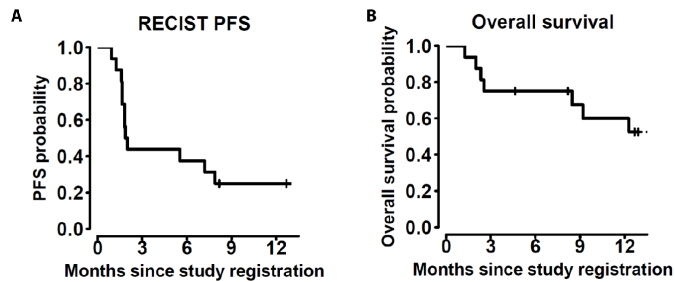 A
RECIST PFS
PFS probability
1.0
0.8
0.6
0.4
0.2
0.0
0 3 6 9 12
Months since study registration
B
Overall survival
Overall survival probability
1.0
0.8
0.6
0.4
0.2
0.0
0 3 6 9 12
Months since study registration